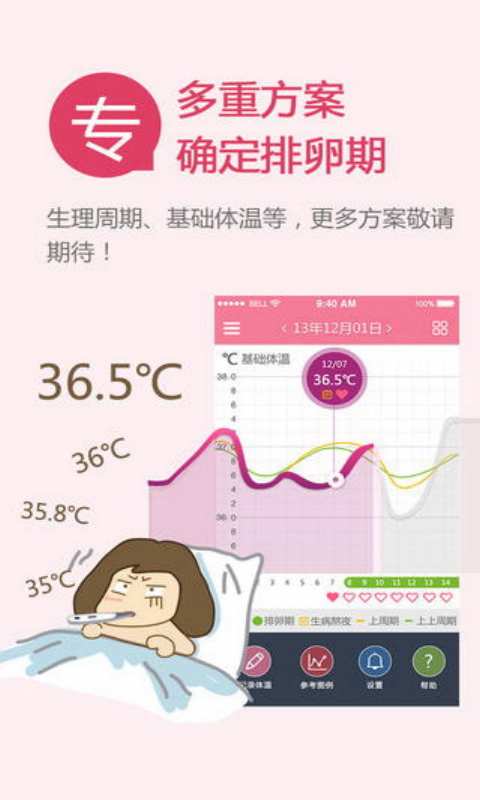 专
多重方案
确定排卵期
生理周期、基础体温等，更多方案敬请
期待！
BELL 9:40 AM 100%
< 13年12月01日 >
℃ 基础体温
12/07
36.5℃
38.0
8
6
4
37.0
8
6
4
2
36.0
8
6
36.5℃
36℃
35.8℃
35℃
2 3 4 5 6 7 8 9 10 11 12 13 14
排卵期 生病熬夜 上周期 上上周期
记录体温 参考图例 设置 帮助
?